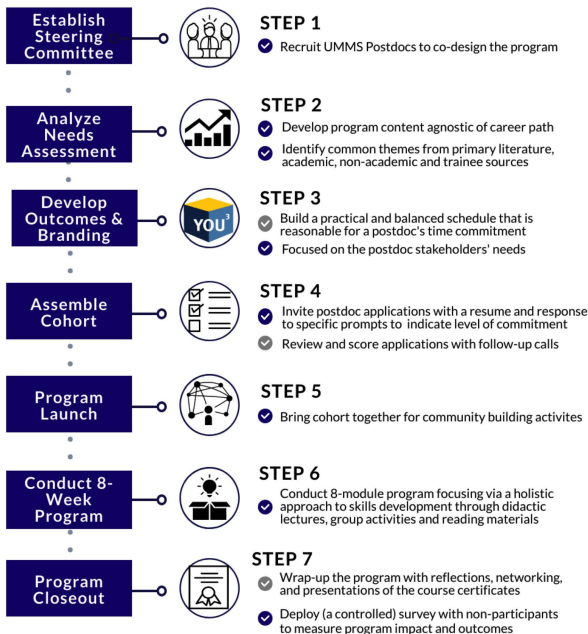 Establish
Steering
Committee
STEP 1
Recruit UMMS Postdocs to co-design the program
Analyze
Needs
Assessment
STEP 2
Develop program content agnostic of career path
Identify common themes from primary literature,
academic, non-academic and trainee sources
Develop
Outcomes &
Branding
YOU3
STEP 3
Build a practical and balanced schedule that is
reasonable for a postdoc's time commitment
Focused on the postdoc stakeholders' needs
Assemble
Cohort
STEP 4
Invite postdoc applications with a resume and response
to specific prompts to indicate level of commitment
Review and score applications with follow-up calls
Program
Launch
STEP 5
Bring cohort together for community building activites
Conduct 8-
Week
Program
STEP 6
Conduct 8-module program focusing via a holistic
approach to skills development through didactic
lectures, group activities and reading materials
Program
Closeout
STEP 7
Wrap-up the program with reflections, networking,
and presentations of the course certificates
Deploy (a controlled) survey with non-participants
to measure program impact and outcomes